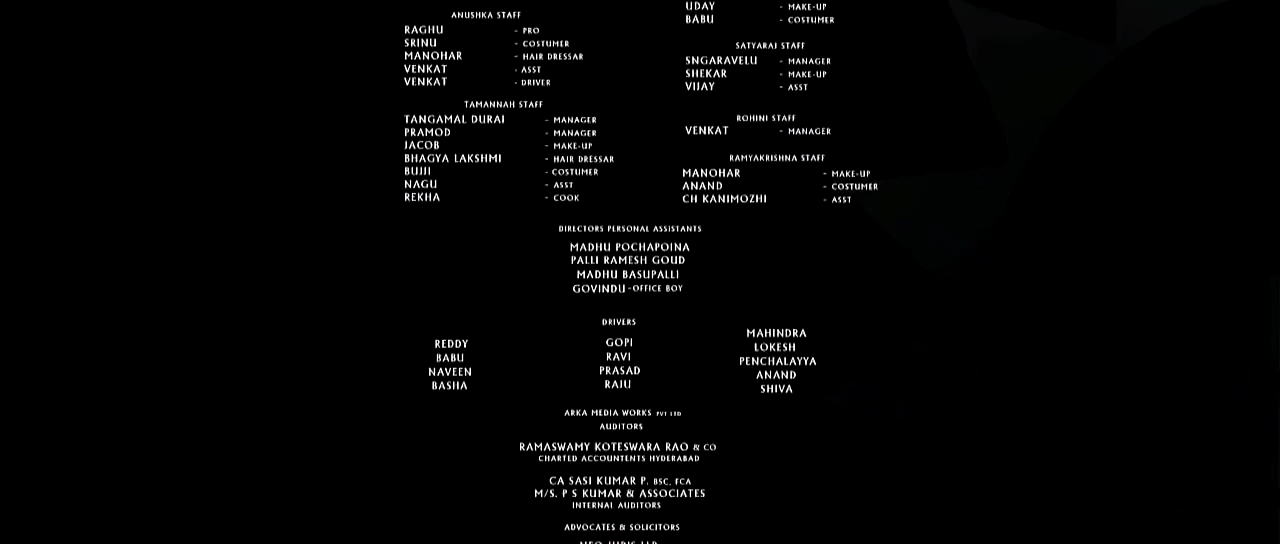 ANUSHKA STAFF
RAGHU - PRO
SRINU - COSTUMER
MANOHAR - HAIR DRESSAR
VENKAT - ASST
VENKAT - DRIVER
TAMANNAH STAFF
TANGAMAL DURAI - MANAGER
PRAMOD - MANAGER
JACOB - MAKE-UP
BHAGYA LAKSHMI - HAIR DRESSAR
BUJJI - COSTUMER
NAGU - ASST
REKHA - COOK
UDAY - MAKE-UP
BABU - COSTUMER
SATYARAJ STAFF
SNGARAVELU - MANAGER
SHEKAR - MAKE-UP
VIJAY - ASST
ROHINI STAFF
VENKAT - MANAGER
RAMYAKRISHNA STAFF
MANOHAR - MAKE-UP
ANAND - COSTUMER
CH KANIMOZHI - ASST
DIRECTORS PERSONAL ASSISTANTS
MADHU POCHAPOINA
PALLI RAMESH GOUD
MADHU BASUPALLI
GOVINDU - OFFICE BOY
DRIVERS
REDDY
BABU
NAVEEN
BASHA
GOPI
RAVI
PRASAD
RAJU
MAHINDRA
LOKESH
PENCHALAYYA
ANAND
SHIVA
ARKA MEDIA WORKS PVT LTD
AUDITORS
RAMASWAMY KOTESWARA RAO & CO
CHARTED ACCOUNTENTS HYDERABAD
CA SASI KUMAR P. BSC, FCA
M/S. P S KUMAR & ASSOCIATES
INTERNAL AUDITORS
ADVOCATES & SOLICITORS